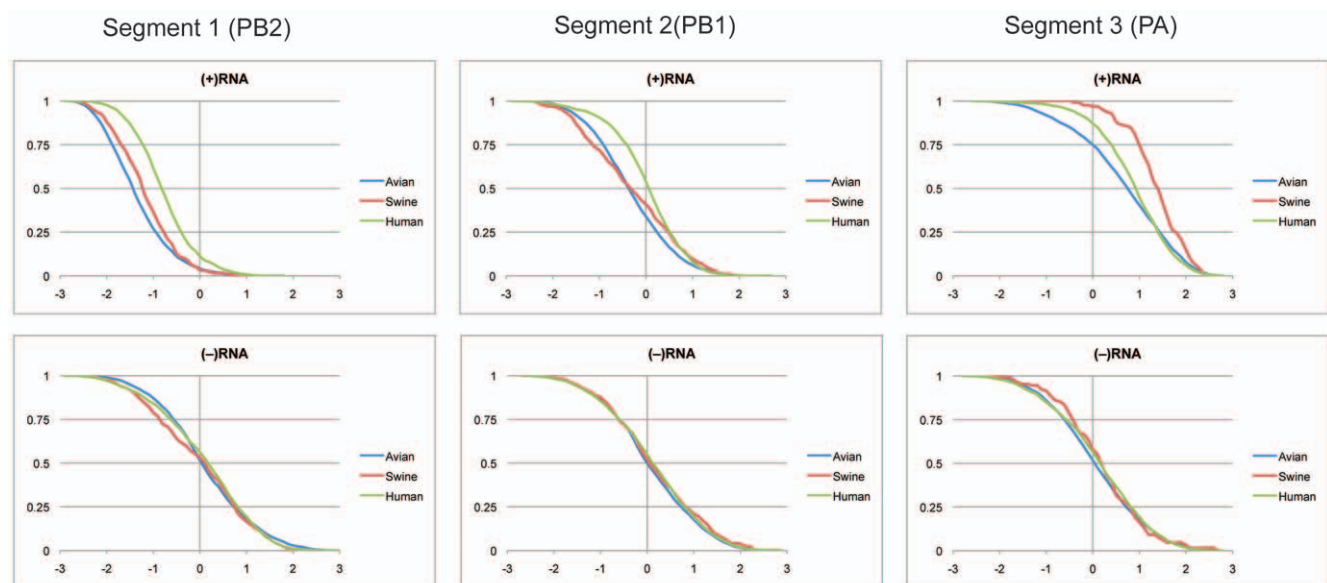 Segment 1 (PB2)
Segment 2(PB1)
Segment 3 (PA)
(+)RNA
1
0.75
0.5
0.25
0
-3 -2 -1 0 1 2 3
Avian
Swine
Human
(+)RNA
1
0.75
0.5
0.25
0
-3 -2 -1 0 1 2 3
Avian
Swine
Human
(+)RNA
1
0.75
0.5
0.25
0
-3 -2 -1 0 1 2 3
Avian
Swine
Human
(–)RNA
1
0.75
0.5
0.25
0
-3 -2 -1 0 1 2 3
Avian
Swine
Human
(–)RNA
1
0.75
0.5
0.25
0
-3 -2 -1 0 1 2 3
Avian
Swine
Human
(–)RNA
1
0.75
0.5
0.25
0
-3 -2 -1 0 1 2 3
Avian
Swine
Human